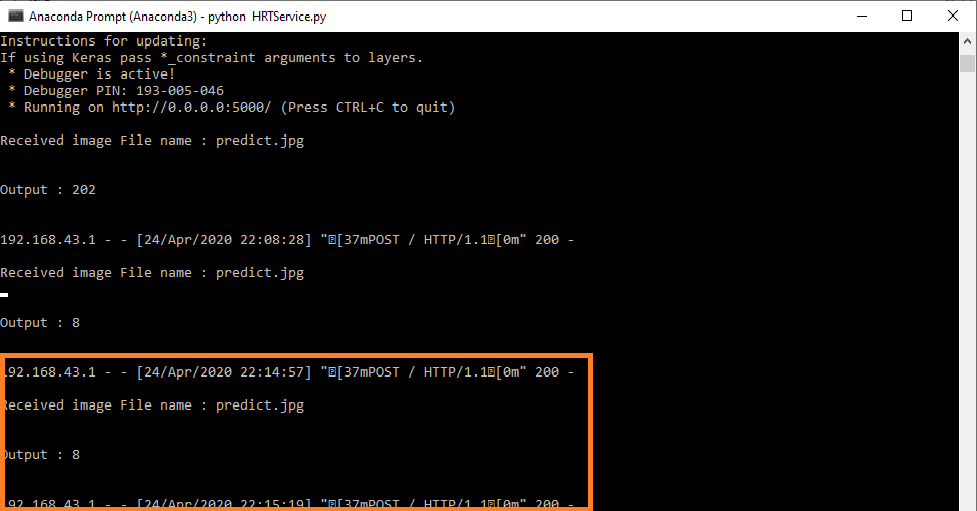 Anaconda Prompt (Anaconda3) - python HRTService.py
Instructions for updating:
If using Keras pass *_constraint arguments to layers.
* Debugger is active!
* Debugger PIN: 193-005-046
* Running on http://0.0.0.0:5000/ (Press CTRL+C to quit)
Received image File name : predict.jpg
Output : 202
192.168.43.1 - - [24/Apr/2020 22:08:28] "[37mPOST / HTTP/1.1[0m" 200 -
Received image File name : predict.jpg
Output : 8
192.168.43.1 - - [24/Apr/2020 22:14:57] "[37mPOST / HTTP/1.1[0m" 200 -
Received image File name : predict.jpg
Output : 8
192.168.43.1 - - [24/Apr/2020 22:15:19] "[37mPOST / HTTP/1.1[0m" 200 -